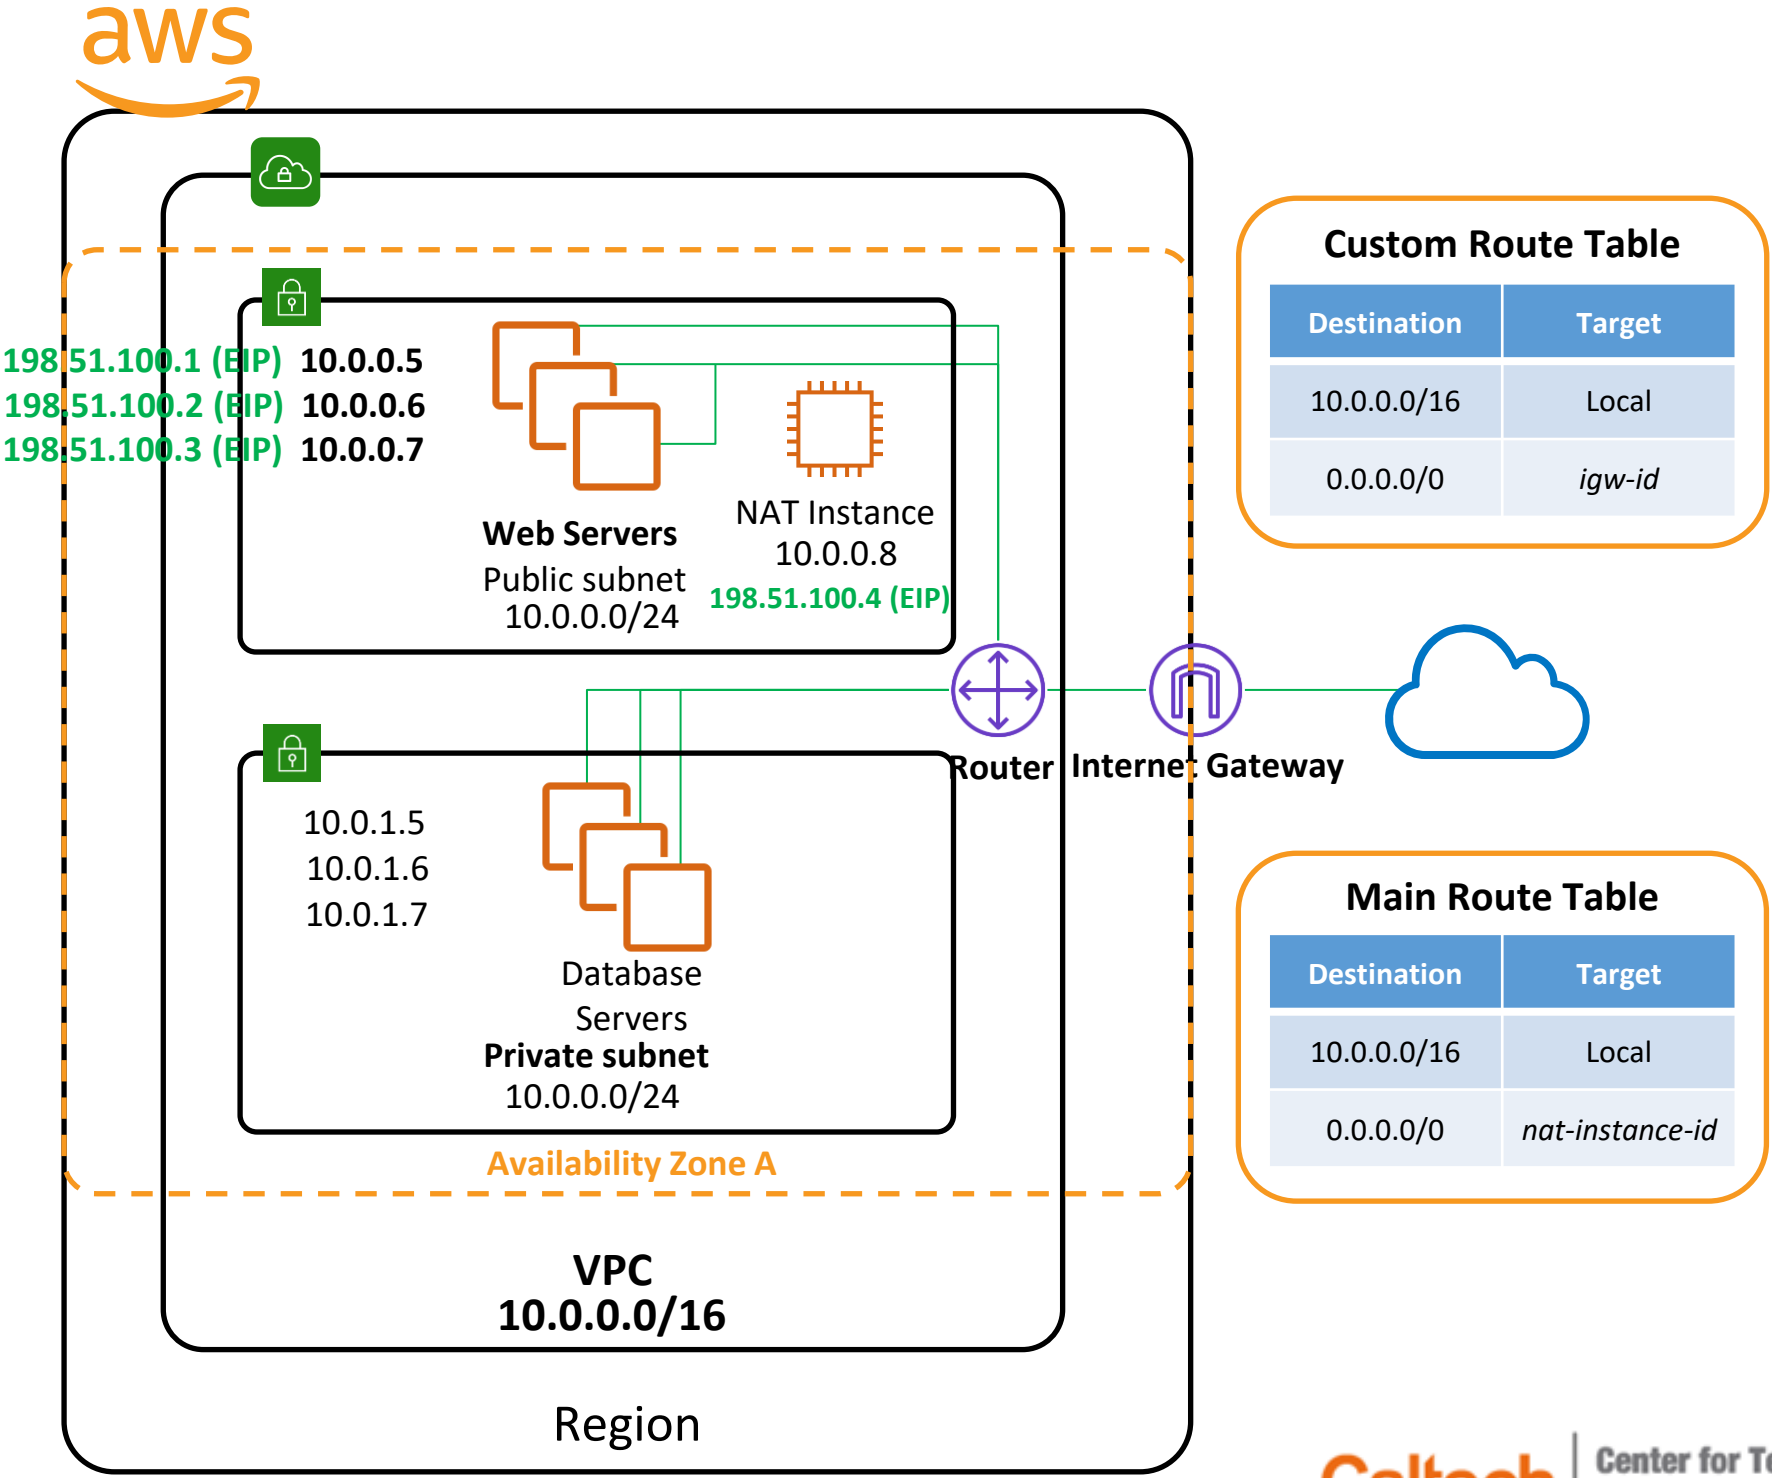 aws
198.51.100.1 (EIP) 10.0.0.5
198.51.100.2 (EIP) 10.0.0.6
198.51.100.3 (EIP) 10.0.0.7
Web Servers
Public subnet
10.0.0.0/24
NAT Instance
10.0.0.8
198.51.100.4 (EIP)
Router
Internet Gateway
10.0.1.5
10.0.1.6
10.0.1.7
Database
Servers
Private subnet
10.0.0.0/24
Availability Zone A
VPC
10.0.0.0/16
Region
Custom Route Table
Destination Target
10.0.0.0/16 Local
0.0.0.0/0 igw-id
Main Route Table
Destination Target
10.0.0.0/16 Local
0.0.0.0/0 nat-instance-id
Caltech
Center for